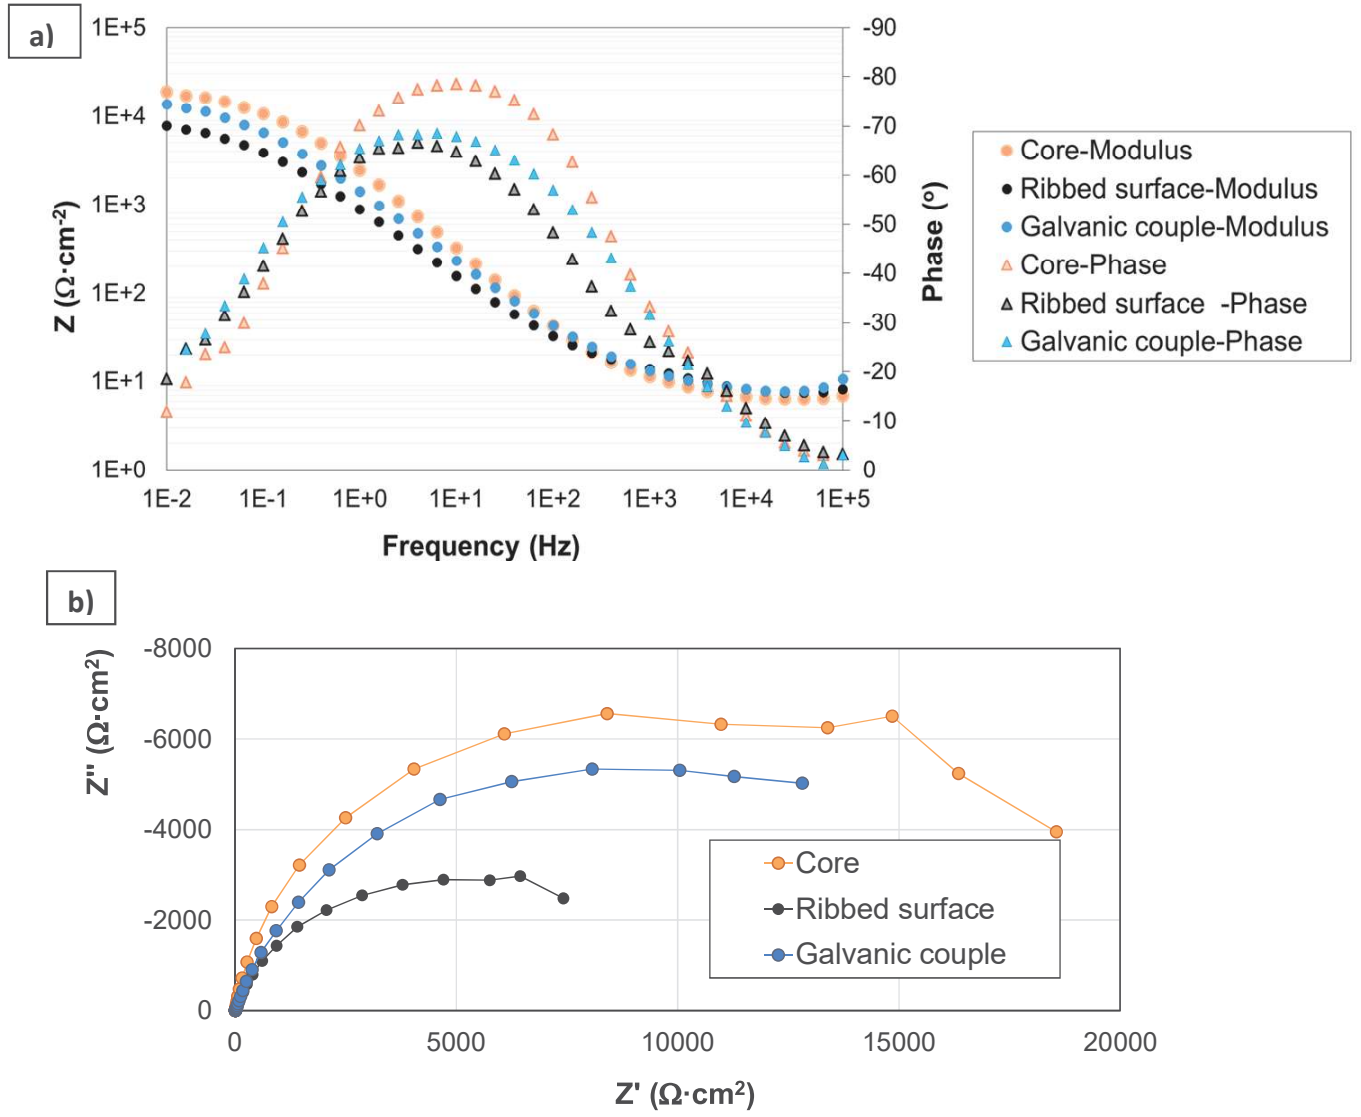 a)
1E+5
1E+4
1E+3
1E+2
1E+1
1E+0
Z (Ω·cm⁻²)
-90
-80
-70
-60
-50
-40
-30
-20
-10
0
Phase (º)
1E-2 1E-1 1E+0 1E+1 1E+2 1E+3 1E+4 1E+5
Frequency (Hz)
Core-Modulus
Ribbed surface-Modulus
Galvanic couple-Modulus
Core-Phase
Ribbed surface -Phase
Galvanic couple-Phase
b)
-8000
-6000
-4000
-2000
0
Z'' (Ω·cm²)
Core
Ribbed surface
Galvanic couple
0 5000 10000 15000 20000
Z' (Ω·cm²)